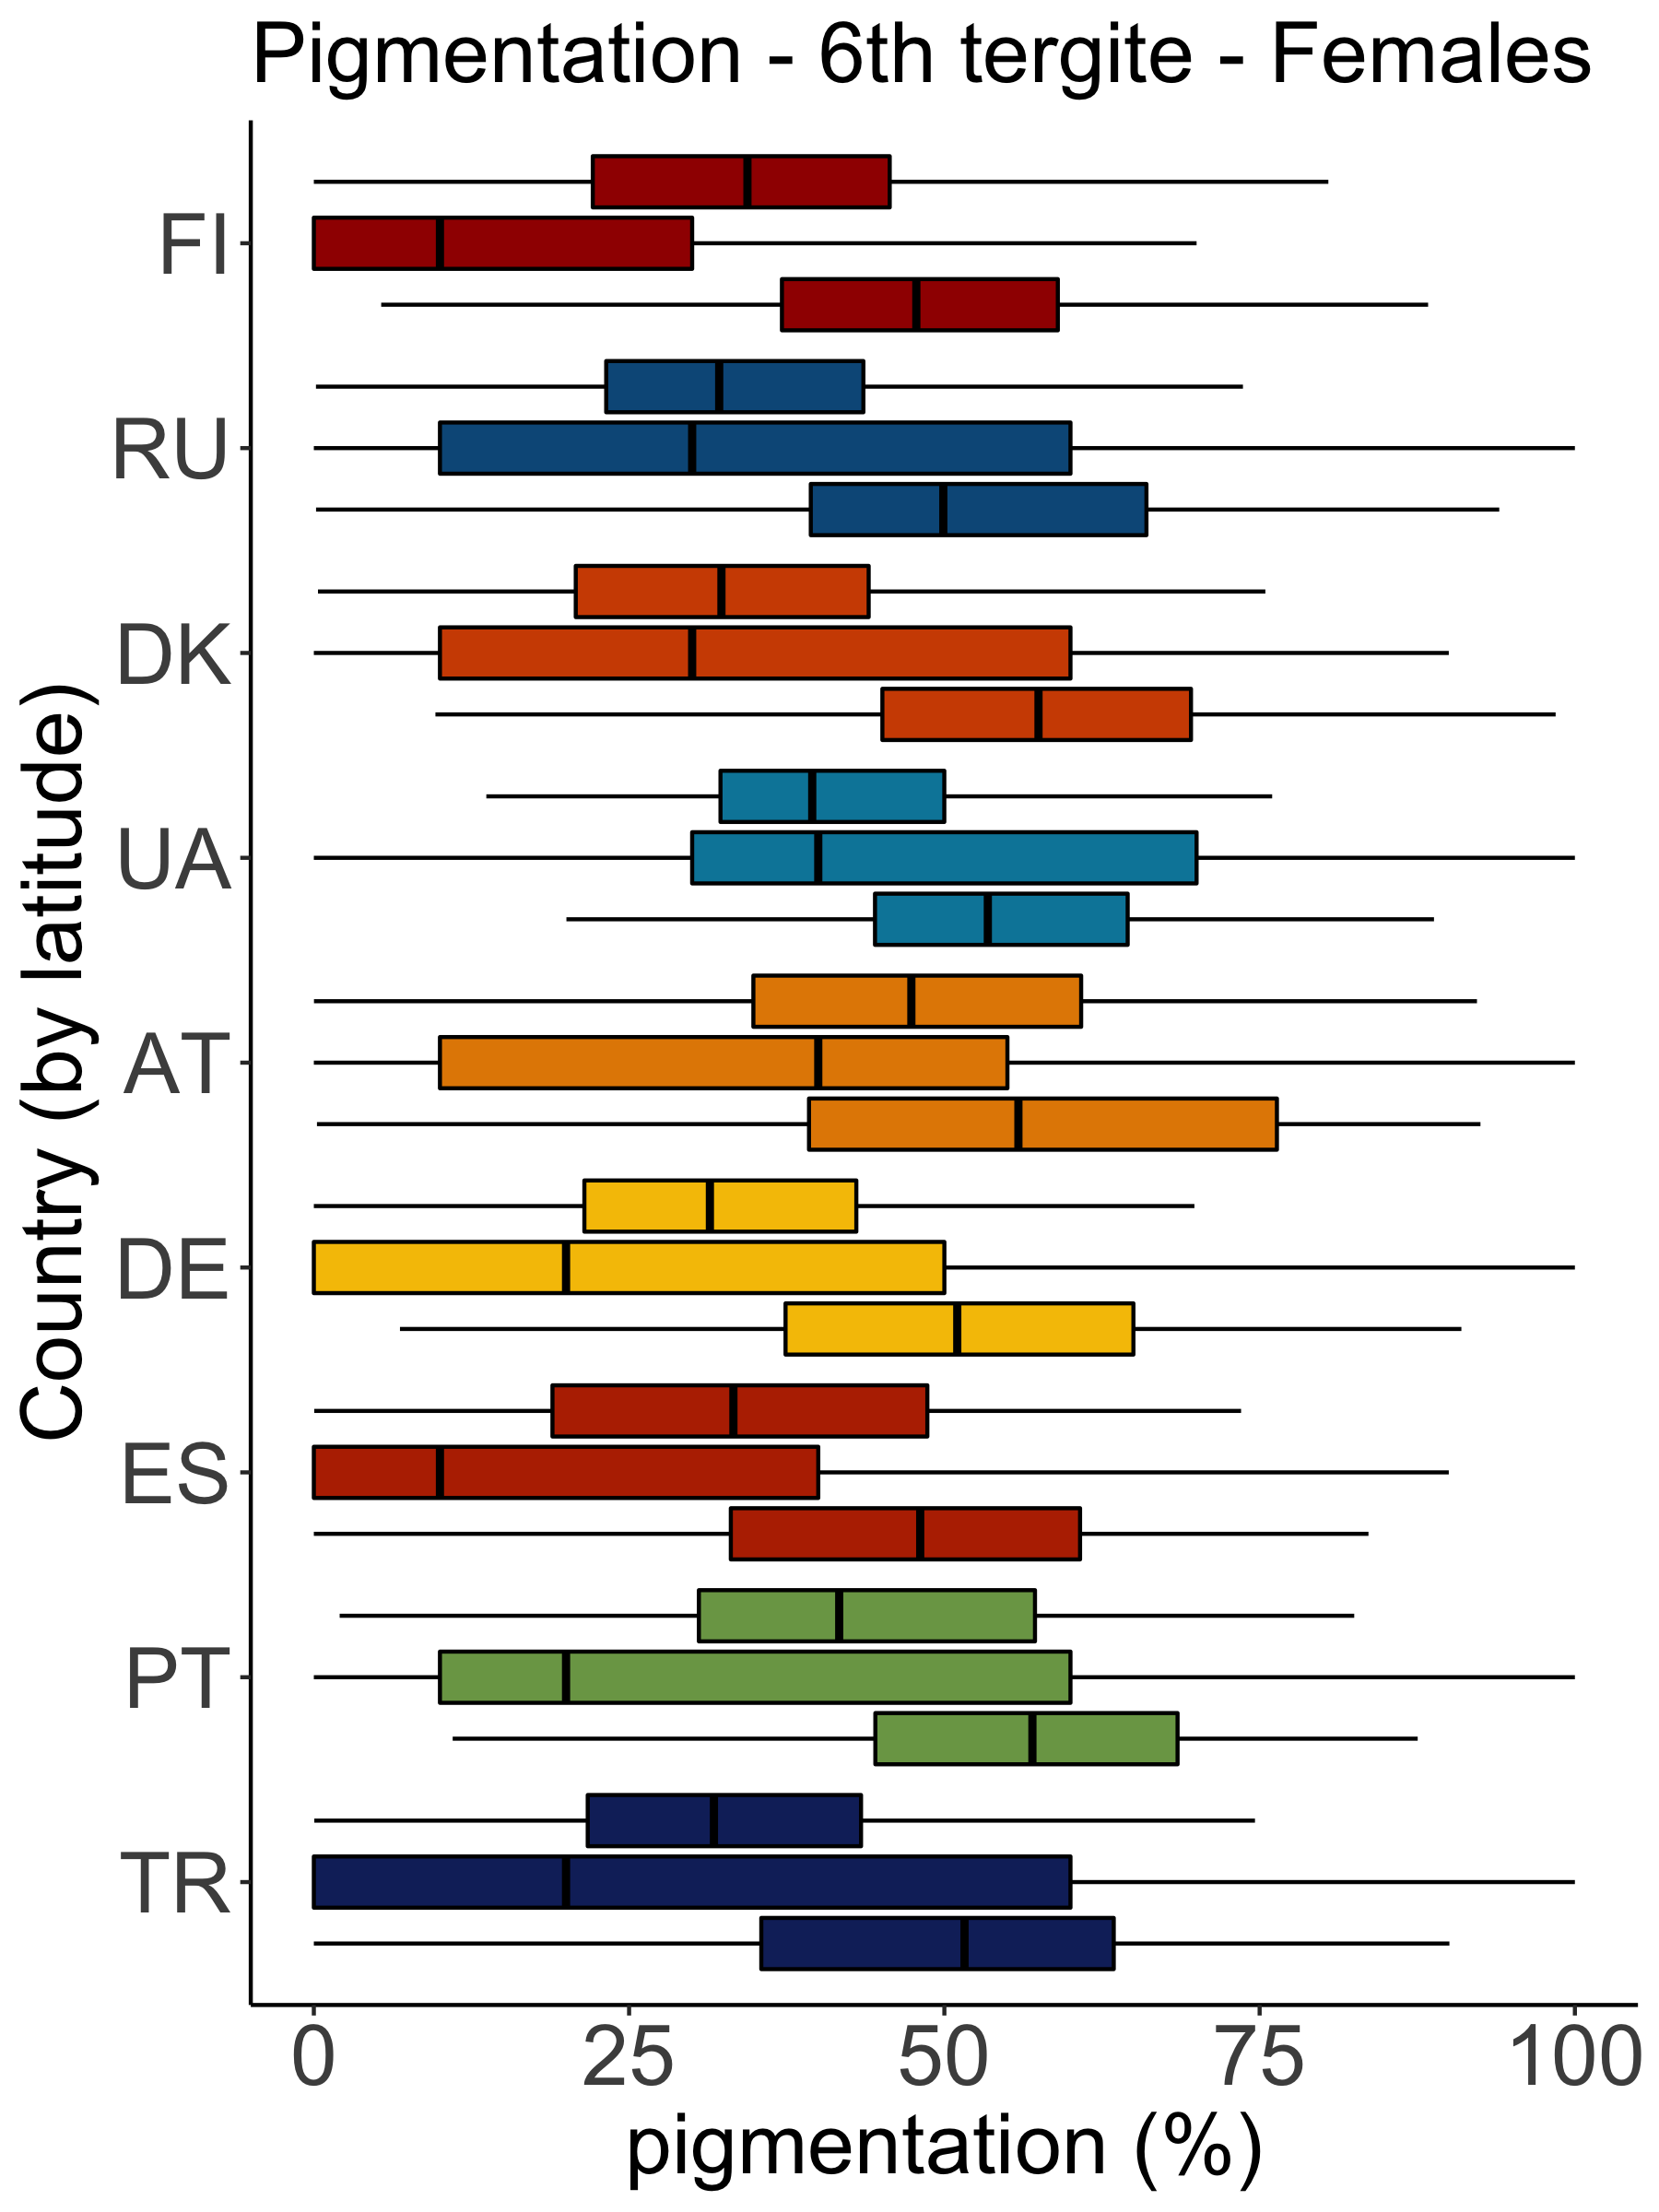 Pigmentation - 6th tergite - Females
Country (by latitude)
FI
RU
DK
UA
AT
DE
ES
PT
TR
0 25 50 75 100
pigmentation (%)